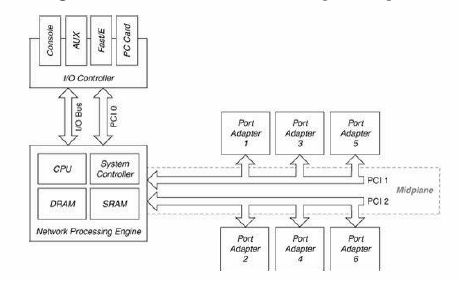 Console
AUX
Fast/E
PC Card
I/O Controller
I/O Bus
PCI 0
Port
Adapter
1
Port
Adapter
3
Port
Adapter
5
CPU
System
Controller
DRAM
SRAM
Network Processing Engine
PCI 1
PCI 2
Midplane
Port
Adapter
2
Port
Adapter
4
Port
Adapter
6